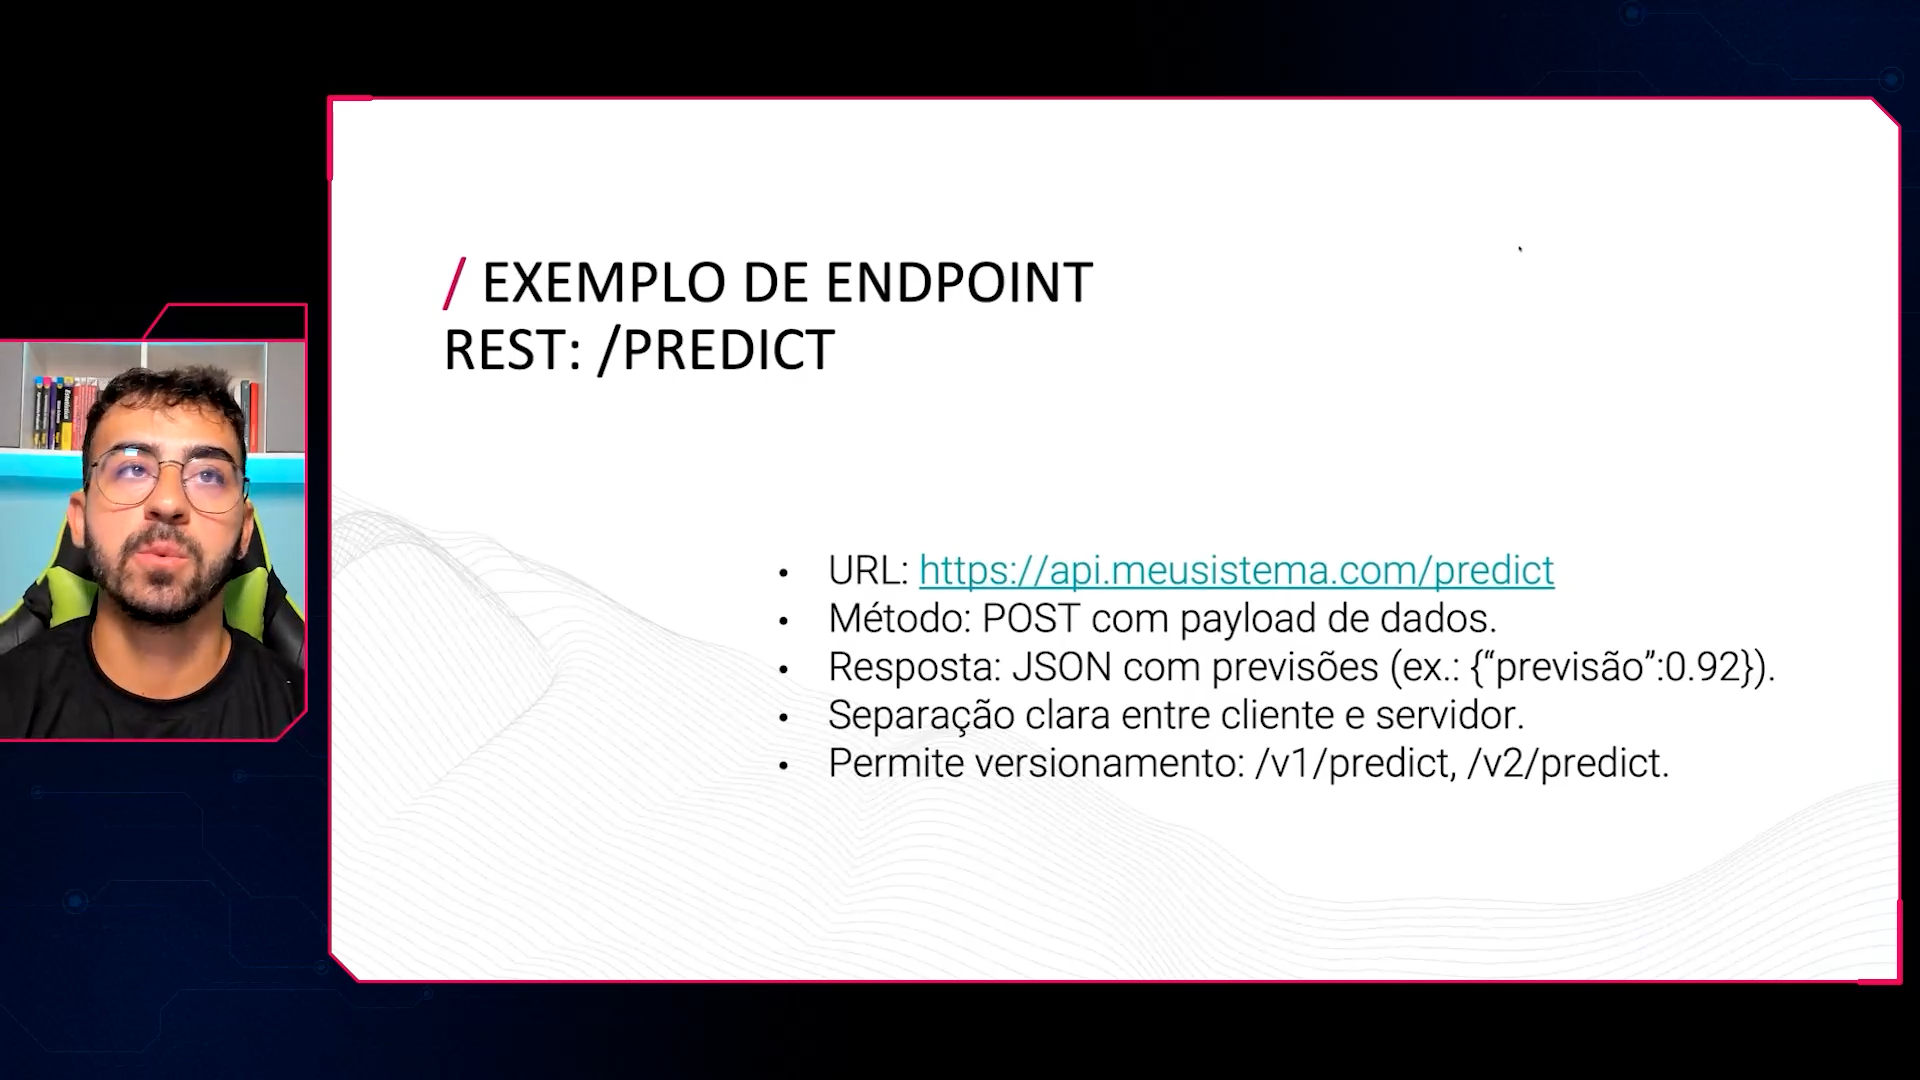 / EXEMPLO DE ENDPOINT
REST: /PREDICT
• URL: https://api.meusistema.com/predict
• Método: POST com payload de dados.
• Resposta: JSON com previsões (ex.: {“previsão”:0.92}).
• Separação clara entre cliente e servidor.
• Permite versionamento: /v1/predict, /v2/predict.